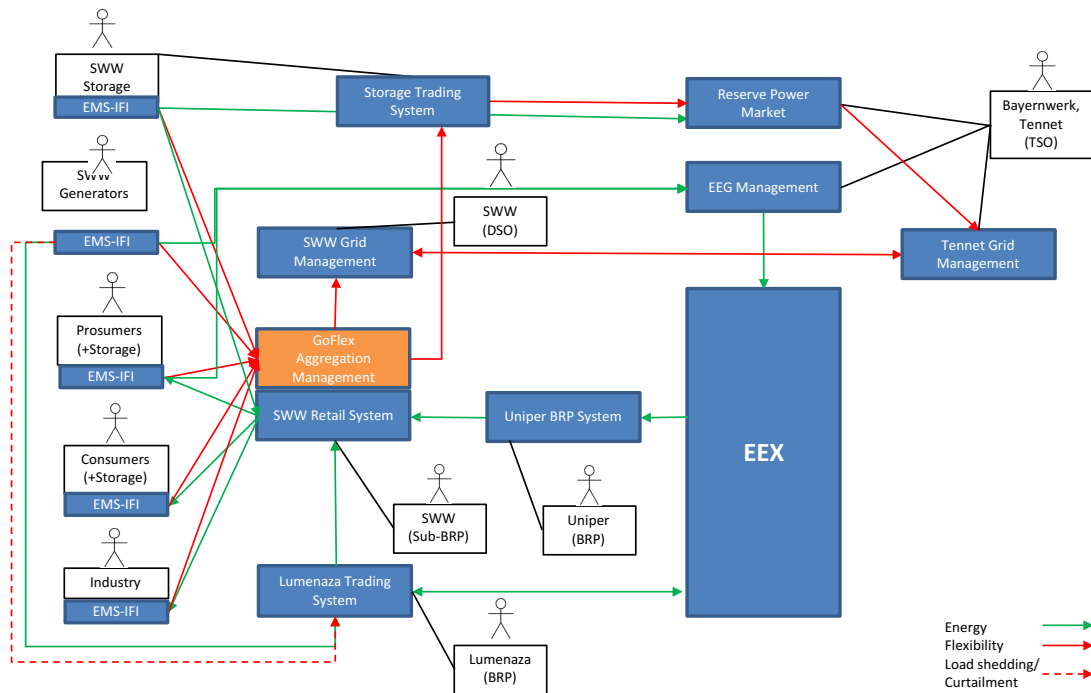 SWW
Storage
EMS-IFI
Storage Trading
System
Reserve Power
Market
Bayernwerk,
Tennet
(TSO)
SWW
Generators
EMS-IFI
SWW
(DSO)
EEG Management
SWW Grid
Management
Tennet Grid
Management
Prosumers
(+Storage)
EMS-IFI
GoFlex
Aggregation
Management
SWW Retail System
Uniper BRP System
EEX
Consumers
(+Storage)
EMS-IFI
SWW
(Sub-BRP)
Uniper
(BRP)
Industry
EMS-IFI
Lumenaza Trading
System
Lumenaza
(BRP)
Energy
Flexibility
Load shedding/
Curtailment